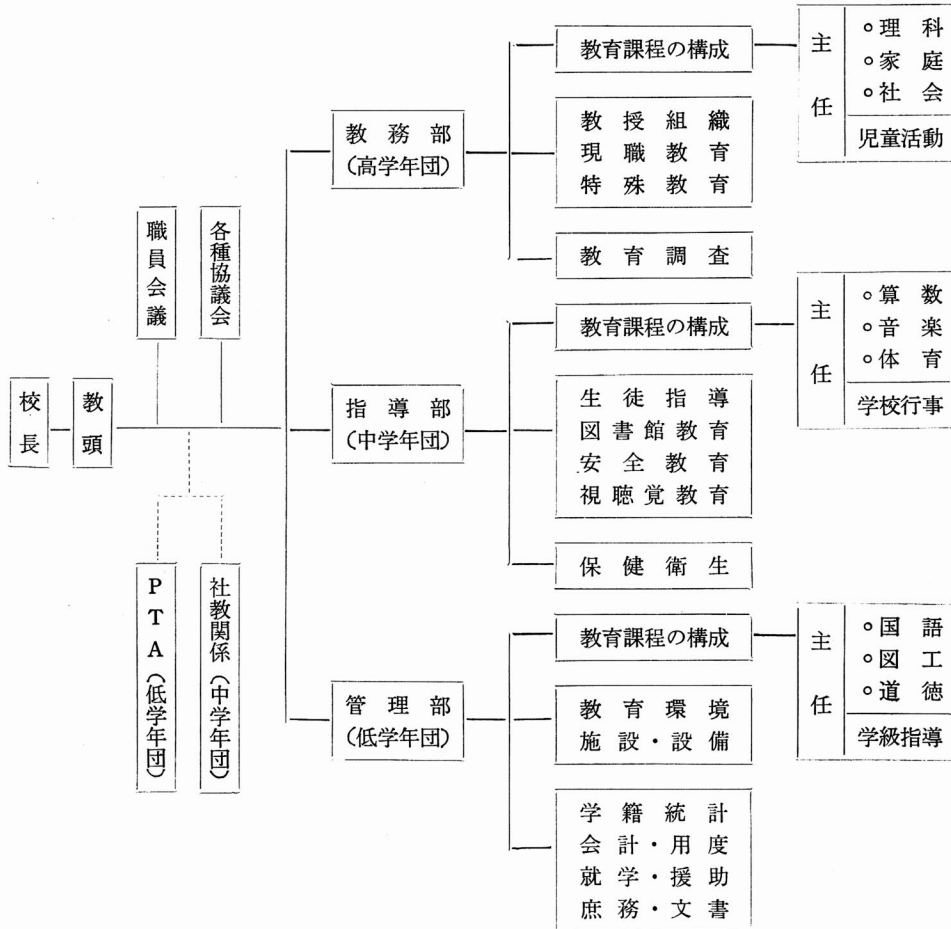 校長
教頭
職員会議
各種協議会
PTA(低学年団)
社教関係(中学年団)
教務部
(高学年団)
教育課程の構成
主任
○理科
○家庭
○社会
児童活動
教授組織
現職教育
特殊教育
教育調査
指導部
(中学年団)
教育課程の構成
主任
○算数
○音楽
○体育
学校行事
生徒指導
図書館教育
安全教育
視聴覚教育
保健衛生
管理部
(低学年団)
教育課程の構成
主任
○国語
○図工
○道徳
学級指導
教育環境
施設・設備
学籍統計
会計・用度
就学・援助
庶務・文書